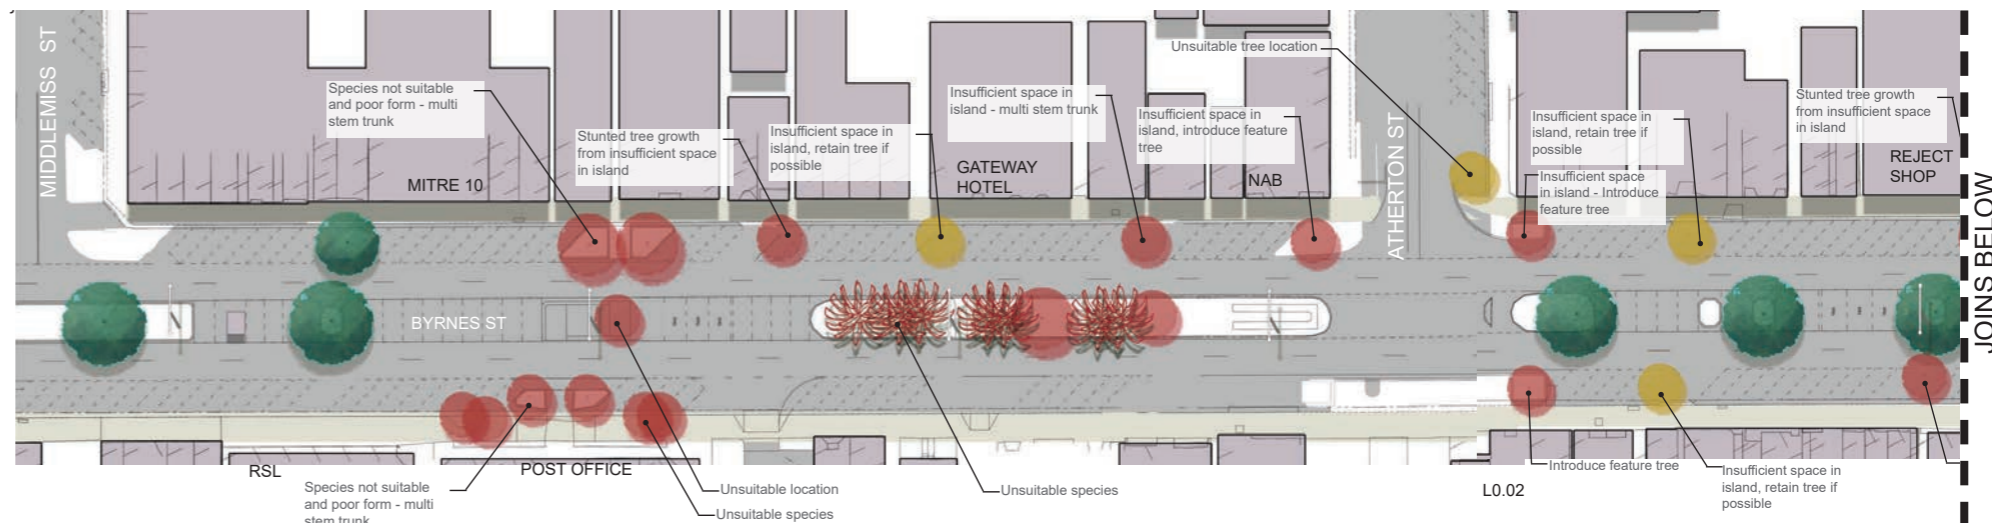 MIDDLEMISS ST
Species not suitable
and poor form - multi
stem trunk
MITRE 10
Stunted tree growth
from insufficient space
in island
Insufficient space in
island, retain tree if
possible
GATEWAY
HOTEL
Insufficient space in
island - multi stem trunk
Insufficient space in
island, introduce feature
tree
NAB
Unsuitable tree location
ATHERTON ST
Insufficient space in
island, retain tree if
possible
Insufficient space
in island - Introduce
feature tree
Stunted tree growth
from insufficient space
in island
REJECT
SHOP
JOINS BELOW
BYRNES ST
RSL
POST OFFICE
Species not suitable
and poor form - multi
stem trunk
Unsuitable location
Unsuitable species
Unsuitable species
L0.02
Introduce feature tree
Insufficient space in
island, retain tree if
possible